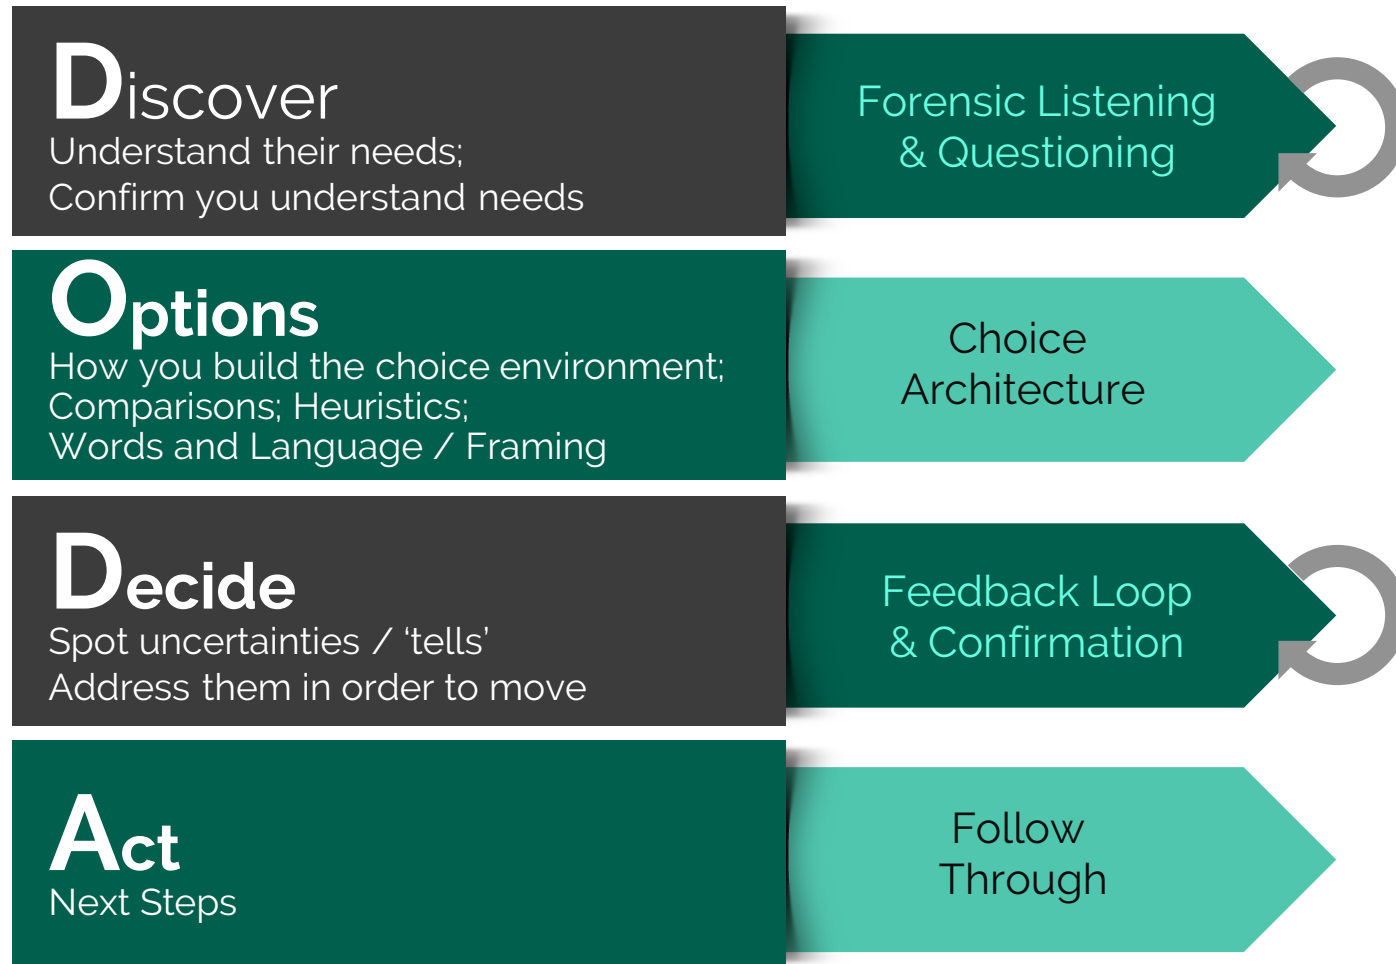 Discover
Understand their needs;
Confirm you understand needs
Forensic Listening
& Questioning
Options
How you build the choice environment;
Comparisons; Heuristics;
Words and Language / Framing
Choice
Architecture
Decide
Spot uncertainties / ‘tells’
Address them in order to move
Feedback Loop
& Confirmation
Act
Next Steps
Follow
Through